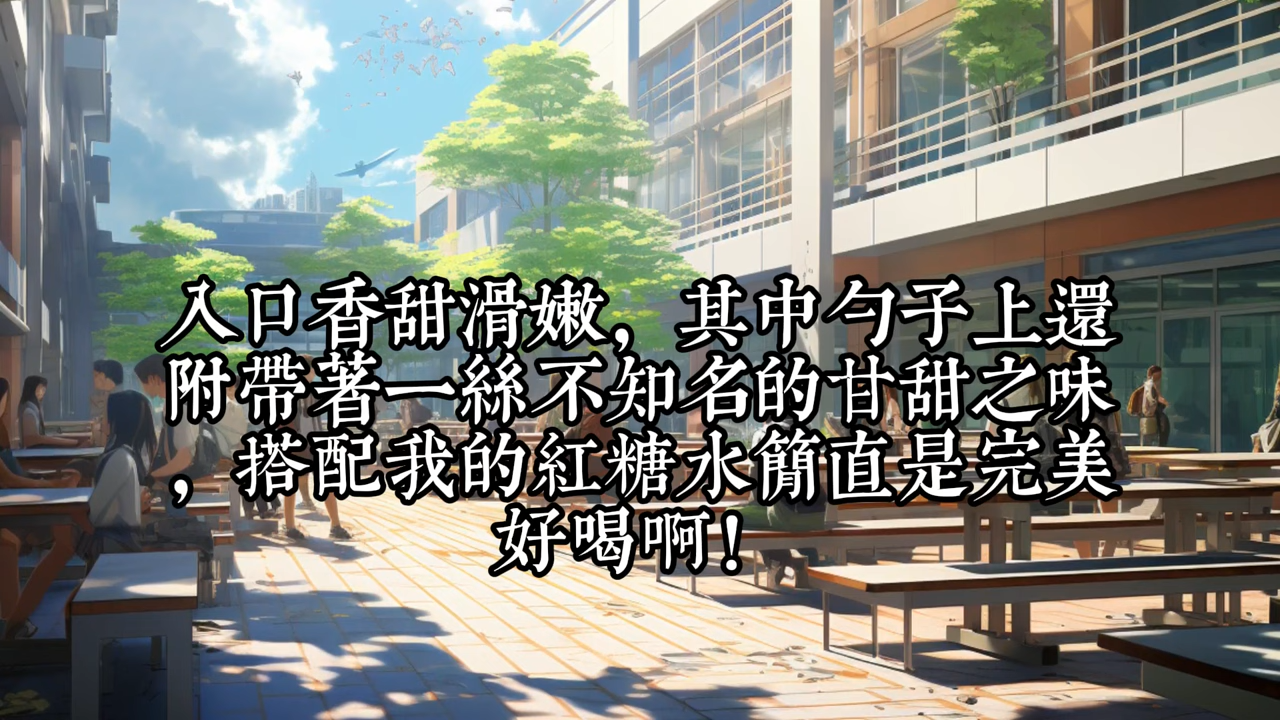 入口香甜滑嫩，其中勺子上還
附帶著一絲不知名的甘甜之味
，搭配我的紅糖水簡直是完美
好喝啊！